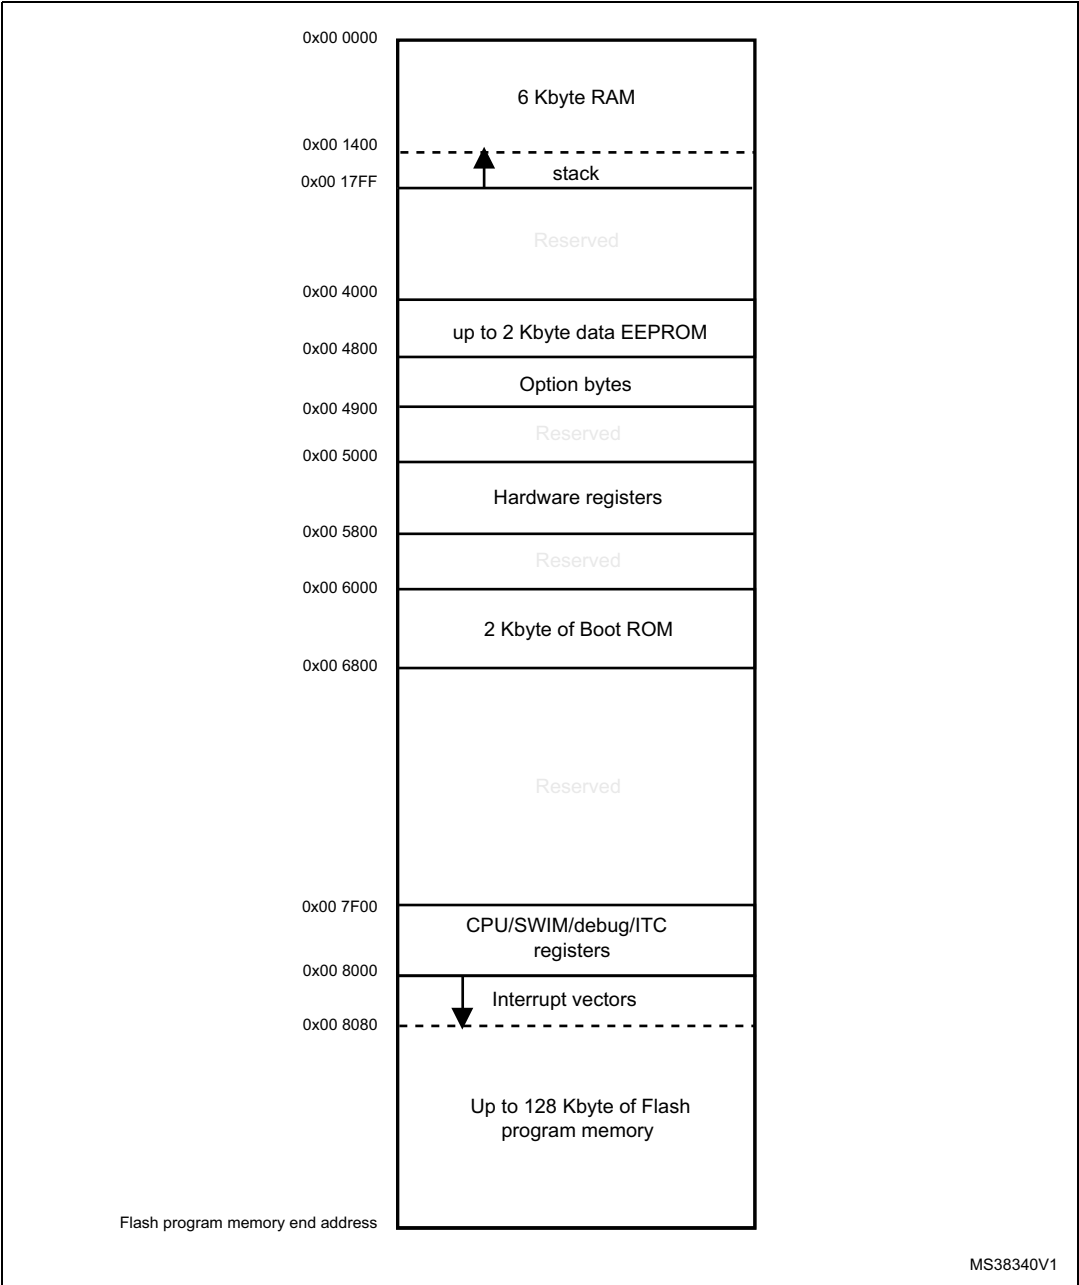 0x00 0000
6 Kbyte RAM
0x00 1400
stack
0x00 17FF
Reserved
0x00 4000
up to 2 Kbyte data EEPROM
0x00 4800
Option bytes
0x00 4900
Reserved
0x00 5000
Hardware registers
0x00 5800
Reserved
0x00 6000
2 Kbyte of Boot ROM
0x00 6800
Reserved
0x00 7F00
CPU/SWIM/debug/ITC
registers
0x00 8000
Interrupt vectors
0x00 8080
Up to 128 Kbyte of Flash
program memory
Flash program memory end address
MS38340V1